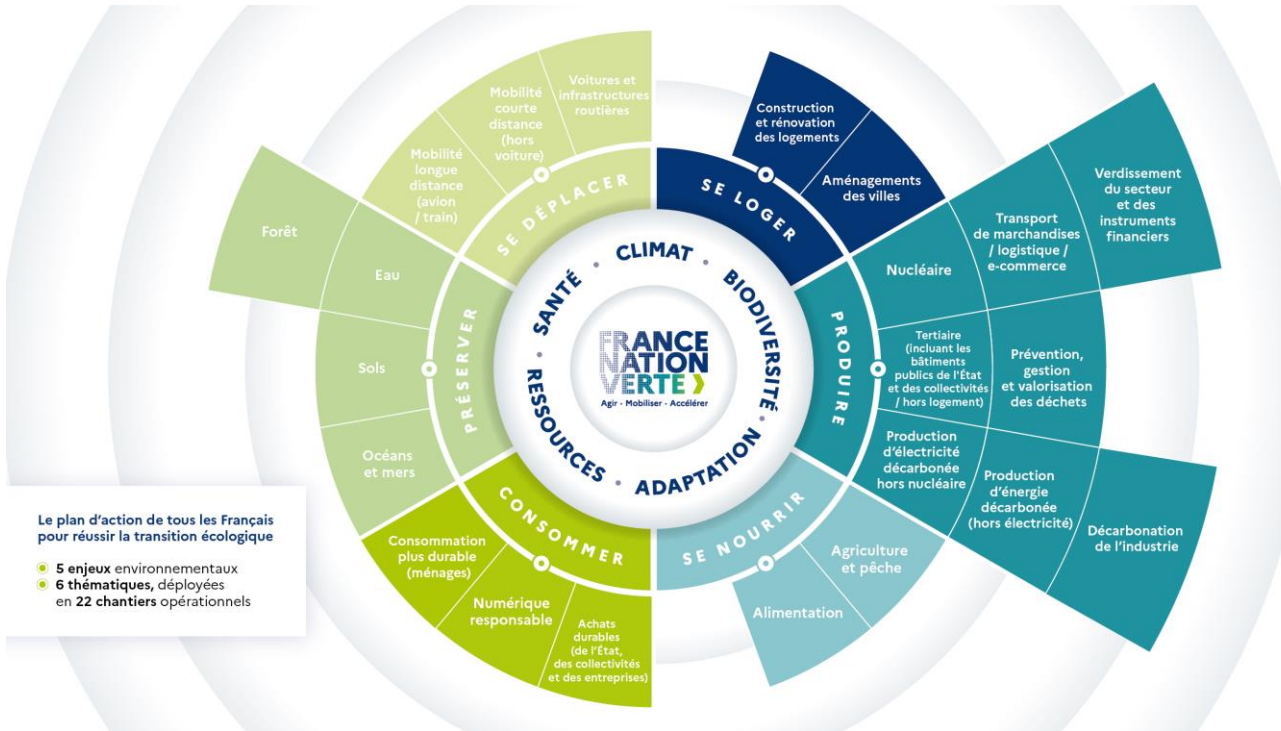 Voitures et
infrastructures
routières
Mobilité
courte
distance
(hors
voiture)
Mobilité
longue
distance
(avion
/ train)
SE DÉPLACER
Construction
et rénovation
des logements
Aménagements
des villes
SE LOGER
Verdissement
du secteur
et des
instruments
financiers
Transport
de marchandises
/ logistique /
e-commerce
Nucléaire
Tertiaire
(incluant les
bâtiments
publics de l'État
et des collectivités
/ hors logement)
Prévention,
gestion
et valorisation
des déchets
Production
d'électricité
décarbonée
hors nucléaire
Production
d'énergie
décarbonée
(hors électricité)
Décarbonation
de l'industrie
PRODUIRE
Agriculture
et pêche
Alimentation
SE NOURRIR
Achats
durables
(de l'État,
des collectivités
et des entreprises)
Numérique
responsable
Consommation
plus durable
(ménages)
CONSOMMER
Océans
et mers
Sols
Eau
Forêt
PRÉSERVER
SANTÉ · CLIMAT · BIODIVERSITÉ · ADAPTATION · RESSOURCES ·
FRANCE
NATION
VERTE
Agir - Mobiliser - Accélérer
Le plan d'action de tous les Français
pour réussir la transition écologique
5 enjeux environnementaux
6 thématiques, déployées
en 22 chantiers opérationnels